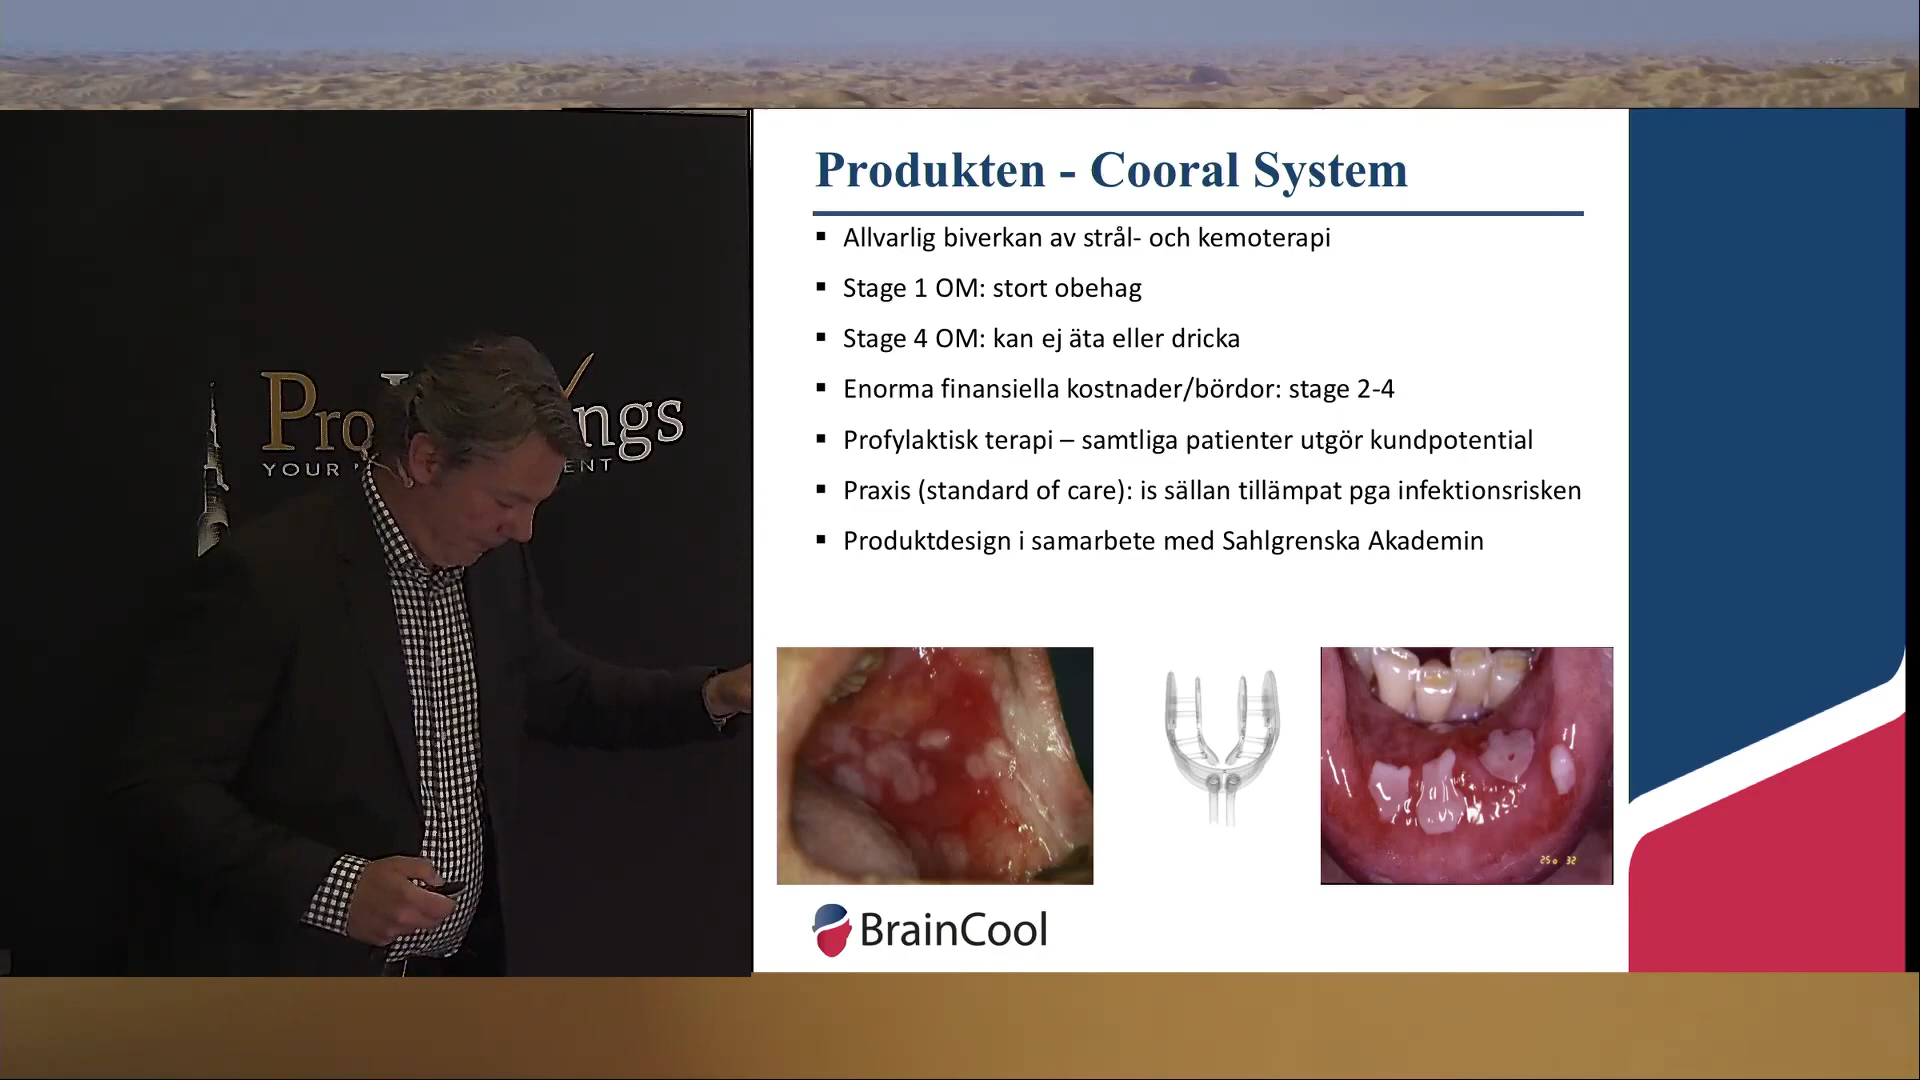 Produkten - Cooral System
▪ Allvarlig biverkan av strål- och kemoterapi
▪ Stage 1 OM: stort obehag
▪ Stage 4 OM: kan ej äta eller dricka
▪ Enorma finansiella kostnader/bördor: stage 2-4
▪ Profylaktisk terapi – samtliga patienter utgör kundpotential
▪ Praxis (standard of care): is sällan tillämpat pga infektionsrisken
▪ Produktdesign i samarbete med Sahlgrenska Akademin
BrainCool
YOUR